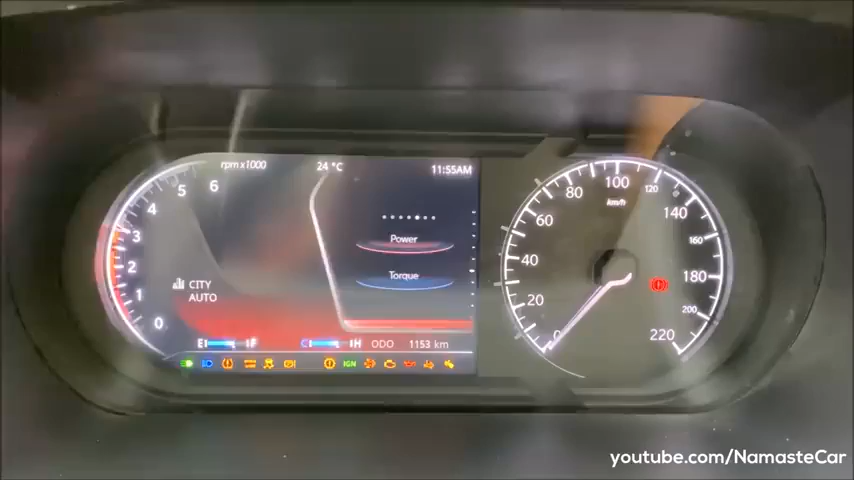 rpm x1000
24 °C
11:55AM
6
5
4
3
2
1
0
CITY
AUTO
Power
Torque
E F
C H
ODO 1153 km
IGN
0
20
40
60
80
100
120
140
160
180
200
220
km/h
youtube.com/NamasteCar